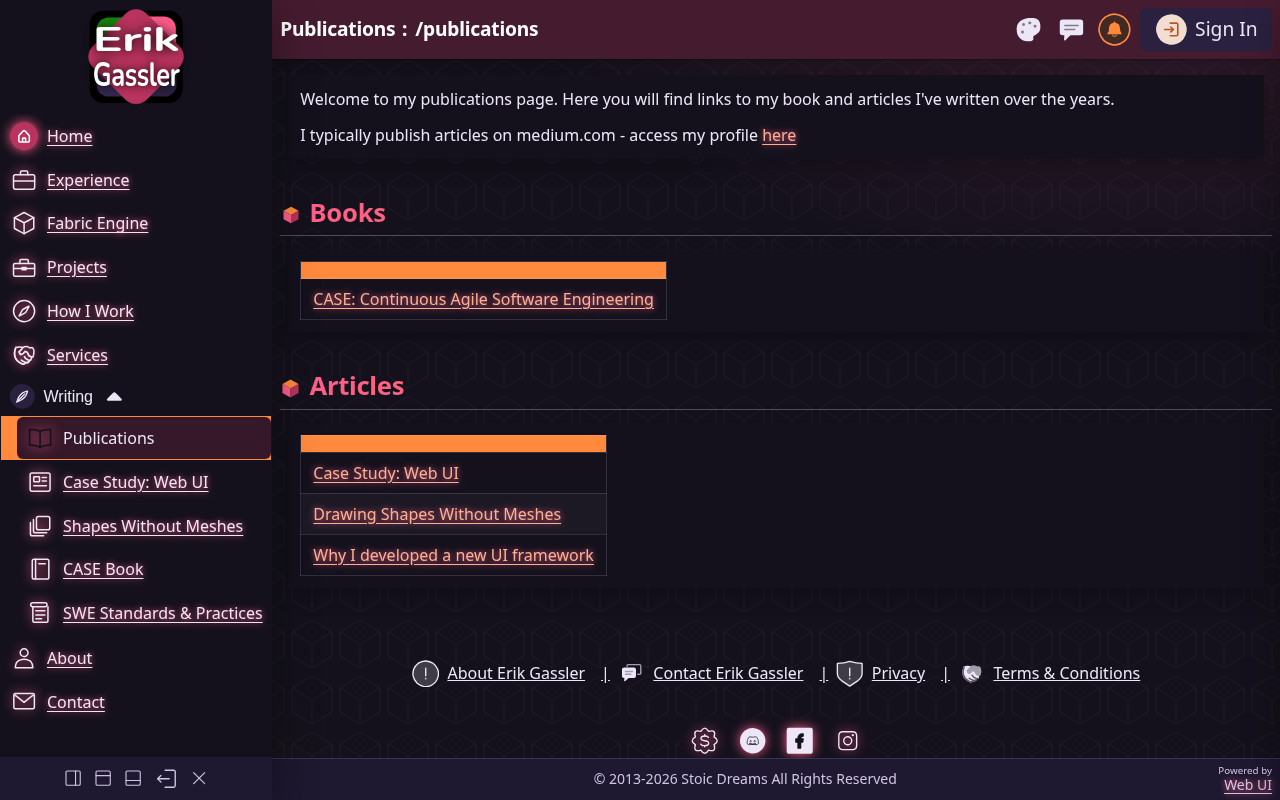 Erik
Gassler
Home
Experience
Fabric Engine
Projects
How I Work
Services
Writing
Publications
Case Study: Web UI
Shapes Without Meshes
CASE Book
SWE Standards & Practices
About
Contact
Publications : /publications
Sign In
Welcome to my publications page. Here you will find links to my book and articles I've written over the years.
I typically publish articles on medium.com - access my profile here
Books
CASE: Continuous Agile Software Engineering
Articles
Case Study: Web UI
Drawing Shapes Without Meshes
Why I developed a new UI framework
About Erik Gassler | Contact Erik Gassler | Privacy | Terms & Conditions
© 2013-2026 Stoic Dreams All Rights Reserved
Powered by
Web UI